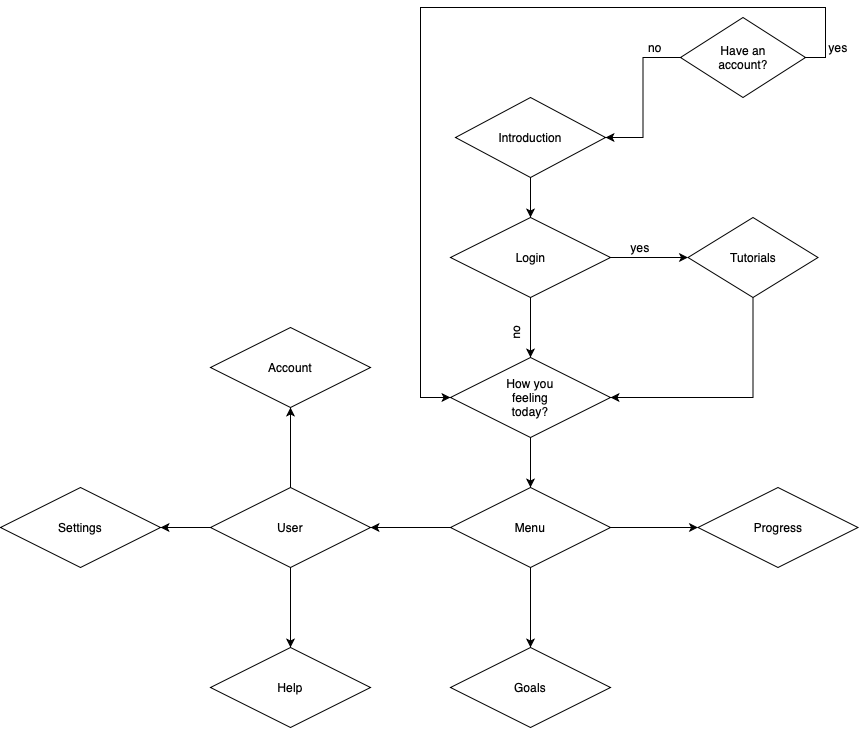 Have an
account?
no
yes
Introduction
Login
yes
Tutorials
no
How you
feeling
today?
Account
Settings
User
Menu
Progress
Help
Goals